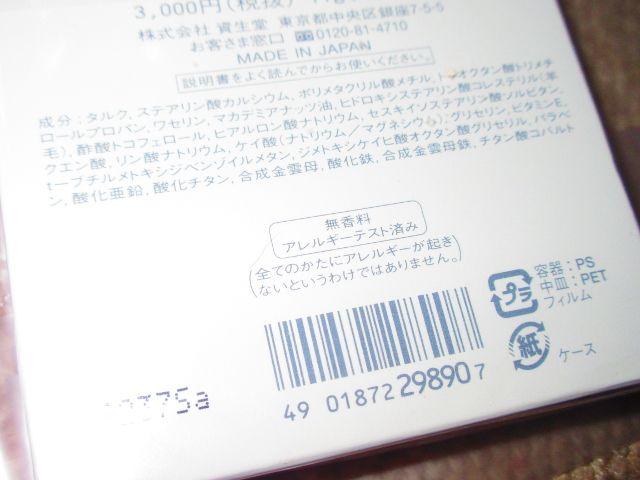 3,000円(税抜)
株式会社 資生堂 東京都中央区銀座7-5-5
お客さま窓口 0120-81-4710
MADE IN JAPAN
説明書をよく読んでからお使いください。
成分：タルク、ステアリン酸カルシウム、ポリメタクリル酸メチル、トリオクタン酸トリメチ
ロールプロパン、ワセリン、マカデミアナッツ油、ヒドロキシステアリン酸コレステリル(羊
毛)、酢酸トコフェロール、ヒアルロン酸ナトリウム、セスキイソステアリン酸ソルビタン、
クエン酸、リン酸ナトリウム、ケイ酸(ナトリウム/マグネシウム)、グリセリン、ビタミンE、
t-ブチルメトキシジベンゾイルメタン、ジメトキシケイヒ酸オクタン酸グリセリル、パラベ
ン、酸化亜鉛、酸化チタン、合成金雲母、酸化鉄、合成金雲母鉄、チタン酸コバルト
無香料
アレルギーテスト済み
(全てのかたにアレルギーが起き
ないというわけではありません。)
プラ
容器：PS
中皿：PET
フィルム
紙
ケース
4901872298907
375a